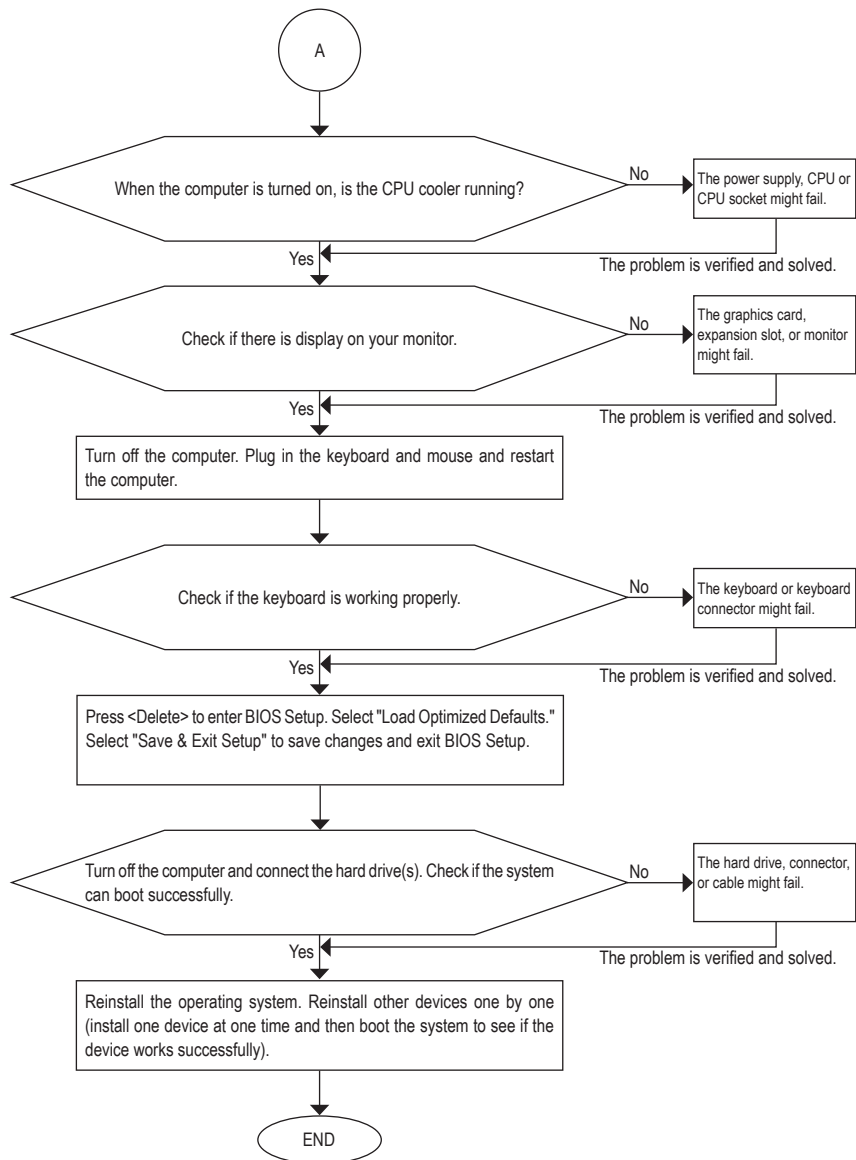 A
When the computer is turned on, is the CPU cooler running?
No
The power supply, CPU or
CPU socket might fail.
Yes
The problem is verified and solved.
Check if there is display on your monitor.
No
The graphics card,
expansion slot, or monitor
might fail.
Yes
The problem is verified and solved.
Turn off the computer. Plug in the keyboard and mouse and restart
the computer.
Check if the keyboard is working properly.
No
The keyboard or keyboard
connector might fail.
Yes
The problem is verified and solved.
Press <Delete> to enter BIOS Setup. Select "Load Optimized Defaults."
Select "Save & Exit Setup" to save changes and exit BIOS Setup.
Turn off the computer and connect the hard drive(s). Check if the system
can boot successfully.
No
The hard drive, connector,
or cable might fail.
Yes
The problem is verified and solved.
Reinstall the operating system. Reinstall other devices one by one
(install one device at one time and then boot the system to see if the
device works successfully).
END